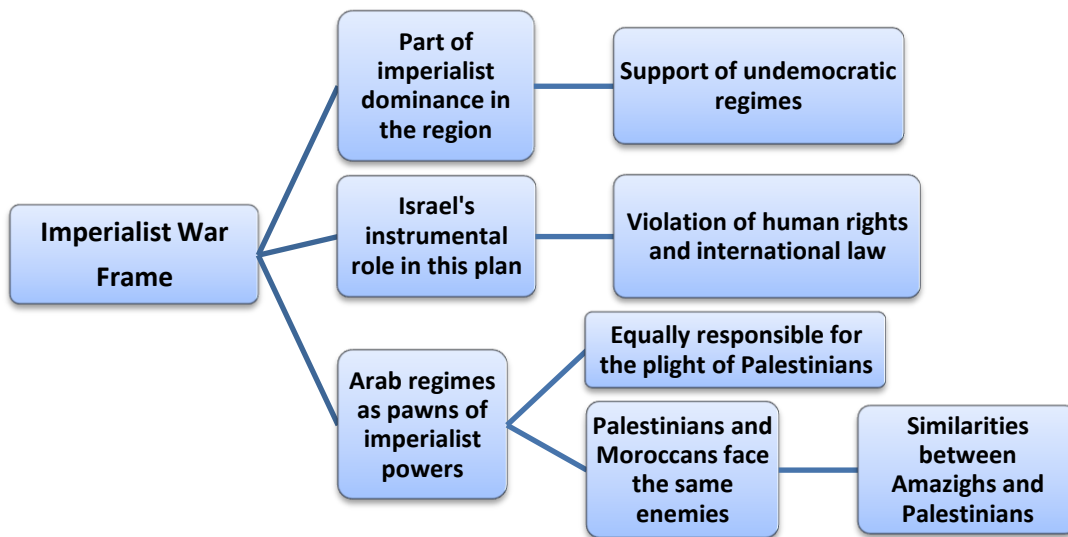 Imperialist War
Frame
Part of
imperialist
dominance in
the region
Support of undemocratic
regimes
Israel's
instrumental
role in this plan
Violation of human rights
and international law
Arab regimes
as pawns of
imperialist
powers
Equally responsible for
the plight of Palestinians
Palestinians and
Moroccans face
the same
enemies
Similarities
between
Amazighs and
Palestinians